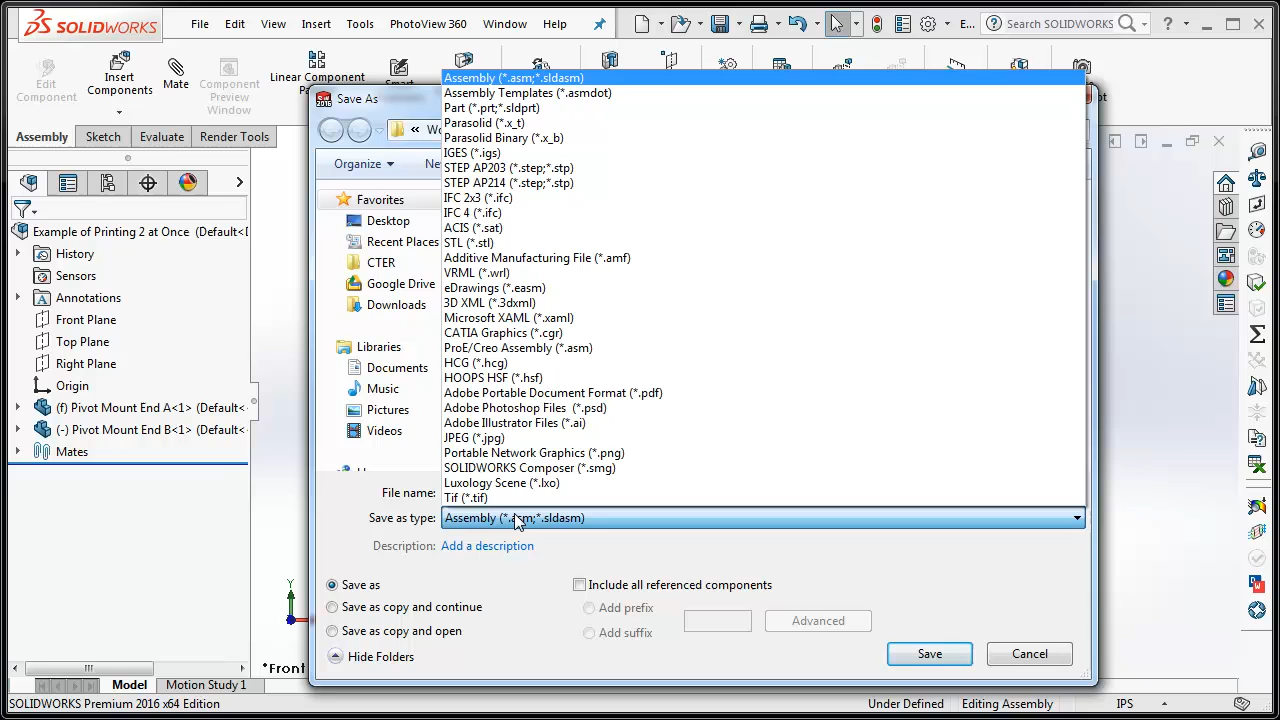 SOLIDWORKS
File Edit View Insert Tools PhotoView 360 Window Help
E...
Search SOLIDWORKS
Edit Component
Insert Components
Mate
Component Preview Window
Linear Component
Insert
Assembly Sketch Evaluate Render Tools
Example of Printing 2 at Once (Default<
History
Sensors
Annotations
Front Plane
Top Plane
Right Plane
Origin
(f) Pivot Mount End A<1> (Default<
(-) Pivot Mount End B<1> (Default<
Mates
Save As
Organize
Favorites
Desktop
Recent Places
CTER
Google Drive
Downloads
Libraries
Documents
Music
Pictures
Videos
Assembly (*.asm;*.sldasm)
Assembly Templates (*.asmdot)
Part (*.prt;*.sldprt)
Parasolid (*.x_t)
Parasolid Binary (*.x_b)
IGES (*.igs)
STEP AP203 (*.step;*.stp)
STEP AP214 (*.step;*.stp)
IFC 2x3 (*.ifc)
IFC 4 (*.ifc)
ACIS (*.sat)
STL (*.stl)
Additive Manufacturing File (*.amf)
VRML (*.wrl)
eDrawings (*.easm)
3D XML (*.3dxml)
Microsoft XAML (*.xaml)
CATIA Graphics (*.cgr)
ProE/Creo Assembly (*.asm)
HCG (*.hcg)
HOOPS HSF (*.hsf)
Adobe Portable Document Format (*.pdf)
Adobe Photoshop Files (*.psd)
Adobe Illustrator Files (*.ai)
JPEG (*.jpg)
Portable Network Graphics (*.png)
SOLIDWORKS Composer (*.smg)
Luxology Scene (*.lxo)
Tif (*.tif)
File name:
Save as type: Assembly (*.asm;*.sldasm)
Description: Add a description
Save as
Save as copy and continue
Save as copy and open
Include all referenced components
Add prefix
Add suffix
Advanced
Hide Folders
Save
Cancel
Y
*Front
Model Motion Study 1
SOLIDWORKS Premium 2016 x64 Edition
Under Defined
Editing Assembly
IPS